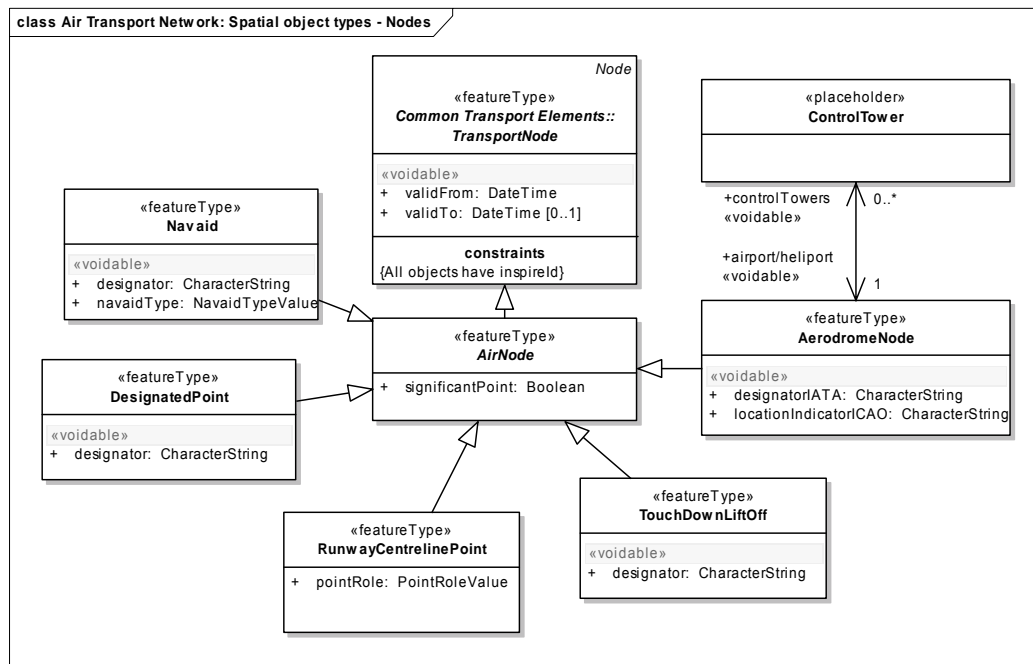 class Air Transport Network: Spatial object types - Nodes
Node
«featureType»
Common Transport Elements::
TransportNode
«voidable»
+ validFrom: DateTime
+ validTo: DateTime [0..1]
constraints
{All objects have inspireId}
«placeholder»
ControlTower
+controlTowers
«voidable»
0..*
+airport/heliport
«voidable»
1
«featureType»
Navaid
«voidable»
+ designator: CharacterString
+ navaidType: NavaidTypeValue
«featureType»
AirNode
+ significantPoint: Boolean
«featureType»
AerodromeNode
«voidable»
+ designatorIATA: CharacterString
+ locationIndicatorICAO: CharacterString
«featureType»
DesignatedPoint
«voidable»
+ designator: CharacterString
«featureType»
RunwayCentrelinePoint
+ pointRole: PointRoleValue
«featureType»
TouchDownLiftOff
«voidable»
+ designator: CharacterString